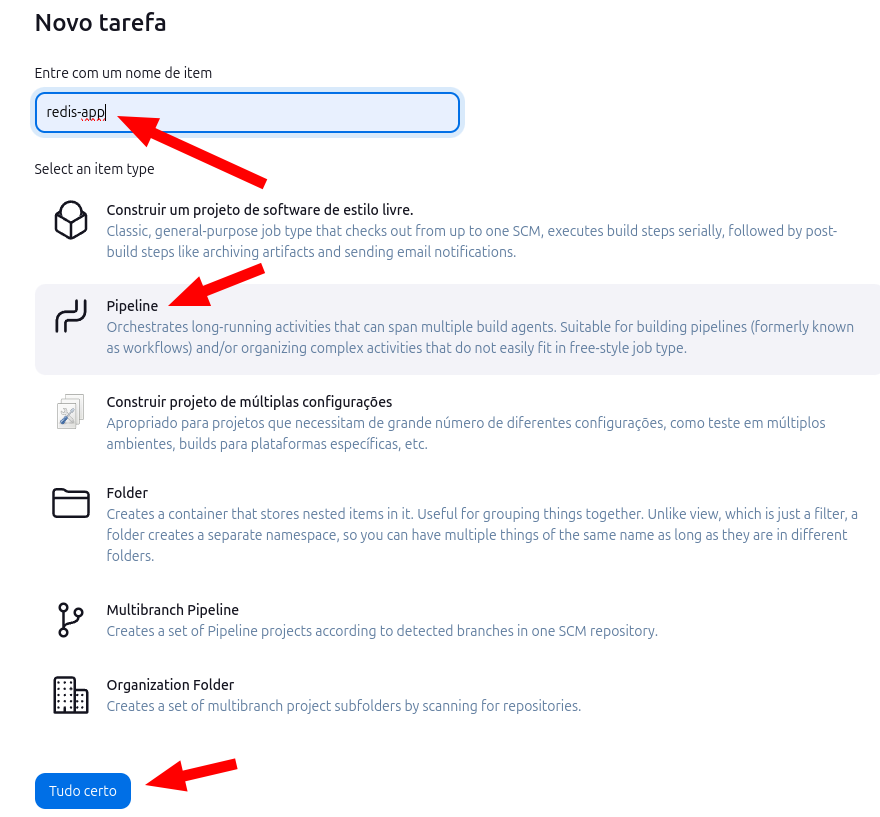 Novo tarefa
Entre com um nome de item
redis-app
Select an item type
Construir um projeto de software de estilo livre.
Classic, general-purpose job type that checks out from up to one SCM, executes build steps serially, followed by post-
build steps like archiving artifacts and sending email notifications.
Pipeline
Orchestrates long-running activities that can span multiple build agents. Suitable for building pipelines (formerly known
as workflows) and/or organizing complex activities that do not easily fit in free-style job type.
Construir projeto de múltiplas configurações
Apropriado para projetos que necessitam de grande número de diferentes configurações, como teste em múltiplos
ambientes, builds para plataformas específicas, etc.
Folder
Creates a container that stores nested items in it. Useful for grouping things together. Unlike view, which is just a filter, a
folder creates a separate namespace, so you can have multiple things of the same name as long as they are in different
folders.
Multibranch Pipeline
Creates a set of Pipeline projects according to detected branches in one SCM repository.
Organization Folder
Creates a set of multibranch project subfolders by scanning for repositories.
Tudo certo